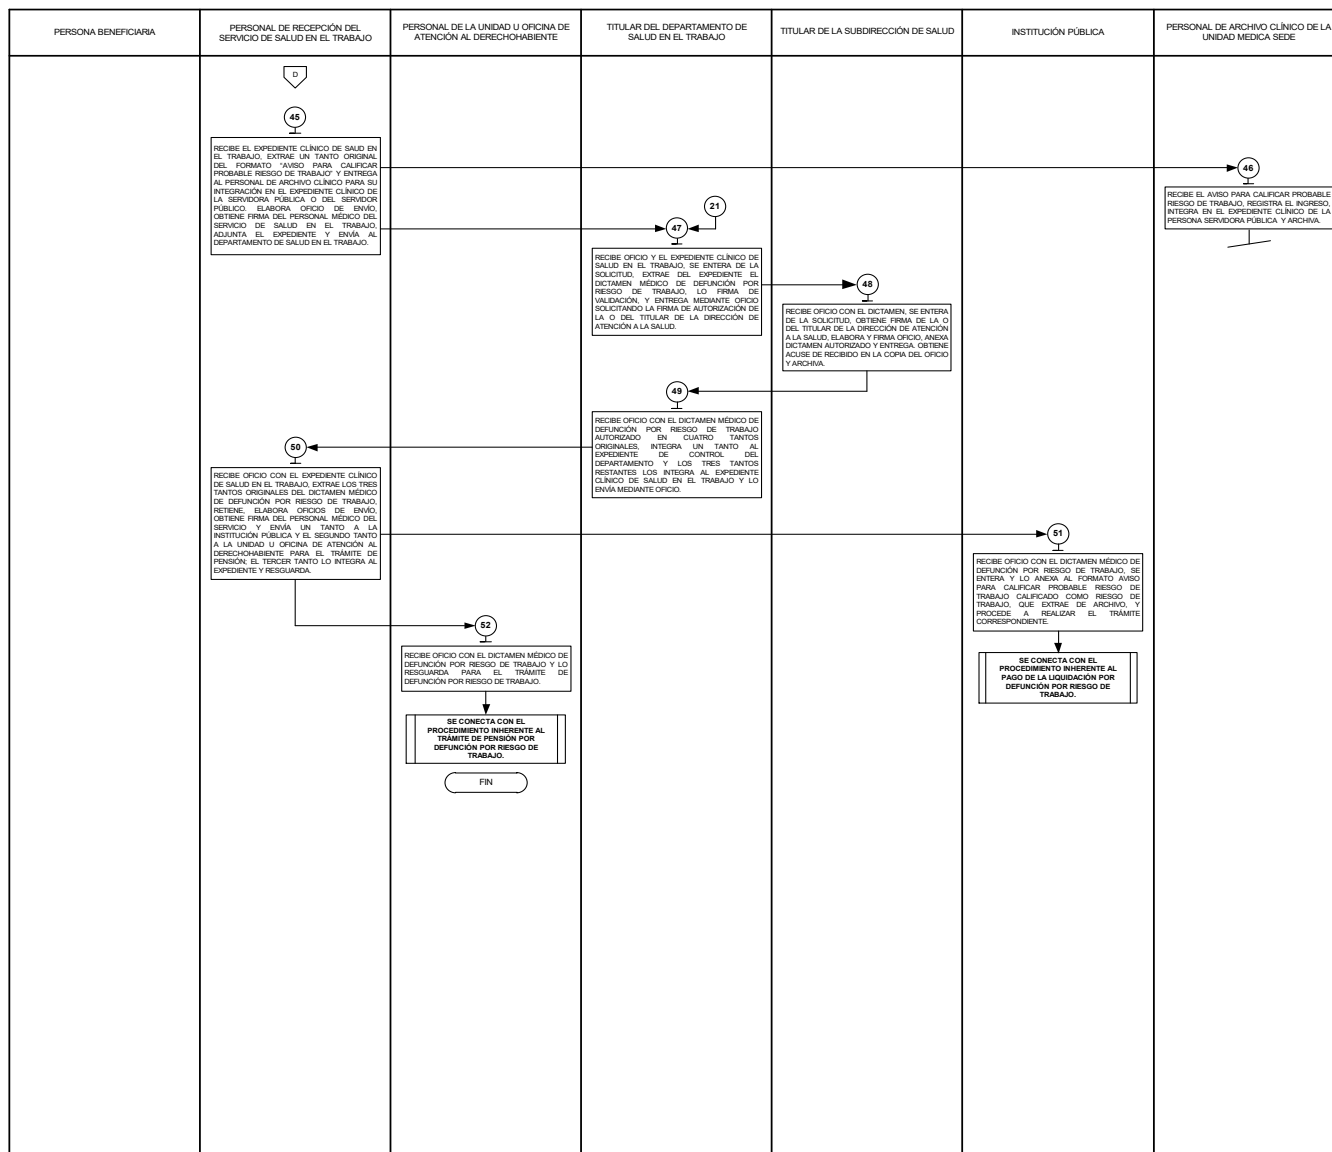 PERSONA BENEFICIARIA
PERSONAL DE RECEPCIÓN DEL
SERVICIO DE SALUD EN EL TRABAJO
PERSONAL DE LA UNIDAD U OFICINA DE
ATENCIÓN AL DERECHOHABIENTE
TITULAR DEL DEPARTAMENTO DE
SALUD EN EL TRABAJO
TITULAR DE LA SUBDIRECCIÓN DE SALUD
INSTITUCIÓN PÚBLICA
PERSONAL DE ARCHIVO CLÍNICO DE LA
UNIDAD MEDICA SEDE
D
45
RECIBE EL EXPEDIENTE CLÍNICO DE SAUD EN
EL TRABAJO, EXTRAE UN TANTO ORIGINAL
DEL FORMATO "AVISO PARA CALIFICAR
PROBABLE RIESGO DE TRABAJO" Y ENTREGA
AL PERSONAL DE ARCHIVO CLÍNICO PARA SU
INTEGRACIÓN EN EL EXPEDIENTE CLÍNICO DE
LA SERVIDORA PÚBLICA O DEL SERVIDOR
PÚBLICO. ELABORA OFICIO DE ENVÍO,
OBTIENE FIRMA DEL PERSONAL MÉDICO DEL
SERVICIO DE SALUD EN EL TRABAJO,
ADJUNTA EL EXPEDIENTE Y ENVÍA AL
DEPARTAMENTO DE SALUD EN EL TRABAJO.
46
RECIBE EL AVISO PARA CALIFICAR PROBABLE
RIESGO DE TRABAJO, REGISTRA EL INGRESO,
INTEGRA EN EL EXPEDIENTE CLÍNICO DE LA
PERSONA SERVIDORA PÚBLICA Y ARCHIVA.
21
47
RECIBE OFICIO Y EL EXPEDIENTE CLÍNICO DE
SALUD EN EL TRABAJO, SE ENTERA DE LA
SOLICITUD, EXTRAE DEL EXPEDIENTE EL
DICTAMEN MÉDICO DE DEFUNCIÓN POR
RIESGO DE TRABAJO, LO FIRMA DE
VALIDACIÓN, Y ENTREGA MEDIANTE OFICIO
SOLICITANDO LA FIRMA DE AUTORIZACIÓN DE
LA O DEL TITULAR DE LA DIRECCIÓN DE
ATENCIÓN A LA SALUD.
48
RECIBE OFICIO CON EL DICTAMEN, SE ENTERA
DE LA SOLICITUD, OBTIENE FIRMA DE LA O
DEL TITULAR DE LA DIRECCIÓN DE ATENCIÓN
A LA SALUD, ELABORA Y FIRMA OFICIO, ANEXA
DICTAMEN AUTORIZADO Y ENTREGA. OBTIENE
ACUSE DE RECIBIDO EN LA COPIA DEL OFICIO
Y ARCHIVA.
49
RECIBE OFICIO CON EL DICTAMEN MÉDICO DE
DEFUNCIÓN POR RIESGO DE TRABAJO
AUTORIZADO EN CUATRO TANTOS
ORIGINALES, INTEGRA UN TANTO AL
EXPEDIENTE DE CONTROL DEL
DEPARTAMENTO Y LOS TRES TANTOS
RESTANTES LOS INTEGRA AL EXPEDIENTE
CLÍNICO DE SALUD EN EL TRABAJO Y LO
ENVÍA MEDIANTE OFICIO.
50
RECIBE OFICIO CON EL EXPEDIENTE CLÍNICO
DE SALUD EN EL TRABAJO, EXTRAE LOS TRES
TANTOS ORIGINALES DEL DICTAMEN MÉDICO
DE DEFUNCIÓN POR RIESGO DE TRABAJO,
RETIENE, ELABORA OFICIOS DE ENVÍO,
OBTIENE FIRMA DEL PERSONAL MÉDICO DEL
SERVICIO Y ENVÍA UN TANTO A LA
INSTITUCIÓN PÚBLICA Y EL SEGUNDO TANTO
A LA UNIDAD U OFICINA DE ATENCIÓN AL
DERECHOHABIENTE PARA EL TRÁMITE DE
PENSIÓN; EL TERCER TANTO LO INTEGRA AL
EXPEDIENTE Y RESGUARDA.
51
RECIBE OFICIO CON EL DICTAMEN MÉDICO DE
DEFUNCIÓN POR RIESGO DE TRABAJO, SE
ENTERA Y LO ANEXA AL FORMATO AVISO
PARA CALIFICAR PROBABLE RIESGO DE
TRABAJO CALIFICADO COMO RIESGO DE
TRABAJO, QUE EXTRAE DE ARCHIVO, Y
PROCEDE A REALIZAR EL TRÁMITE
CORRESPONDIENTE.
SE CONECTA CON EL
PROCEDIMIENTO INHERENTE AL
PAGO DE LA LIQUIDACIÓN POR
DEFUNCIÓN POR RIESGO DE
TRABAJO.
52
RECIBE OFICIO CON EL DICTAMEN MÉDICO DE
DEFUNCIÓN POR RIESGO DE TRABAJO Y LO
RESGUARDA PARA EL TRÁMITE DE
DEFUNCIÓN POR RIESGO DE TRABAJO.
SE CONECTA CON EL
PROCEDIMIENTO INHERENTE AL
TRÁMITE DE PENSIÓN POR
DEFUNCIÓN POR RIESGO DE
TRABAJO.
FIN